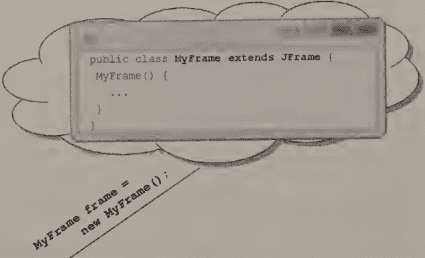 public class MyFrame extends JFrame {
MyFrame() {
...
}
}
MyFrame frame =
new MyFrame();